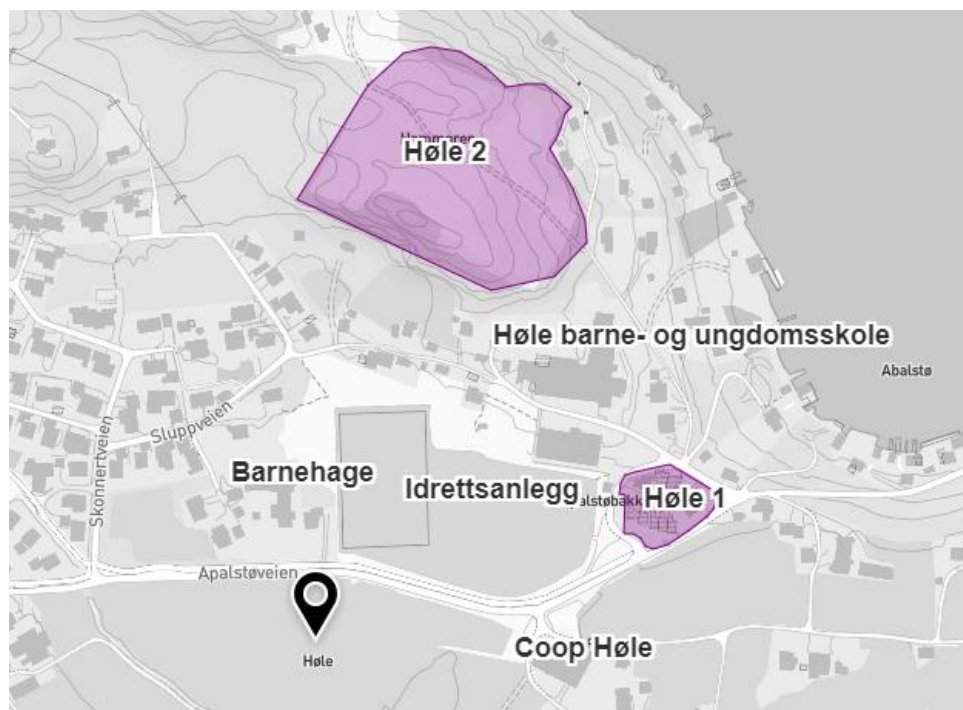 Høle 2
Høle barne- og ungdomsskole
Abalstø
Skonnertveien
Sluppveien
Barnehage
Idrettsanlegg
Høle 1
Apalstøveien
Høle
Coop Høle